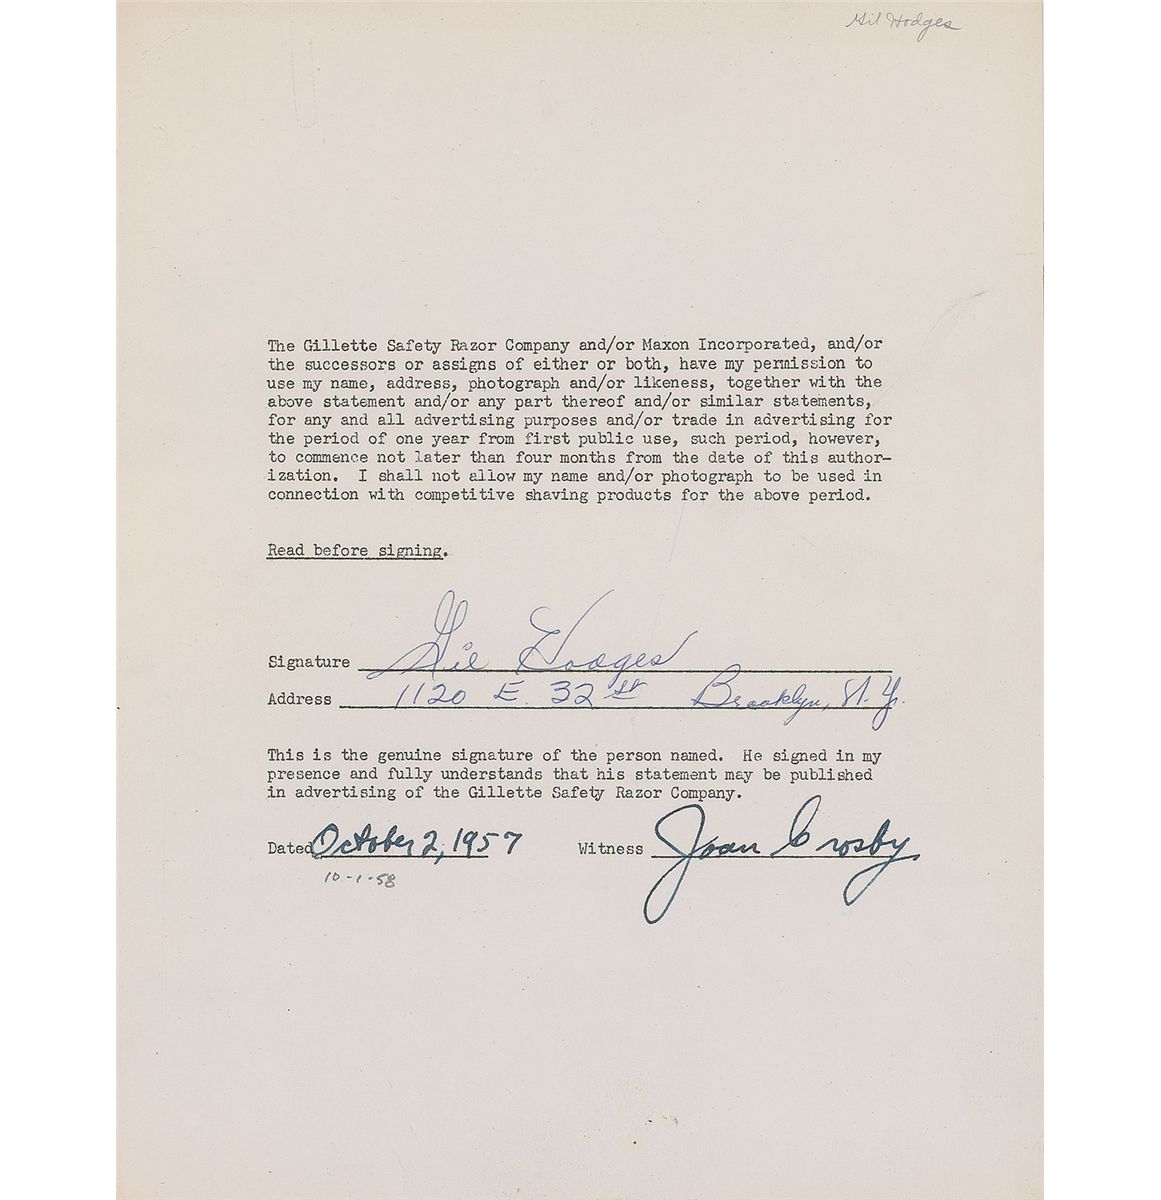 Gil Hodges
The Gillette Safety Razor Company and/or Maxon Incorporated, and/or
the successors or assigns of either or both, have my permission to
use my name, address, photograph and/or likeness, together with the
above statement and/or any part thereof and/or similar statements,
for any and all advertising purposes and/or trade in advertising for
the period of one year from first public use, such period, however,
to commence not later than four months from the date of this author-
ization. I shall not allow my name and/or photograph to be used in
connection with competitive shaving products for the above period.
Read before signing.
Signature Gil Hodges
Address 1120 E. 32 st Brooklyn, N.Y.
This is the genuine signature of the person named. He signed in my
presence and fully understands that his statement may be published
in advertising of the Gillette Safety Razor Company.
Dated October 2, 1957 Witness Joan Crosby
10-1-58